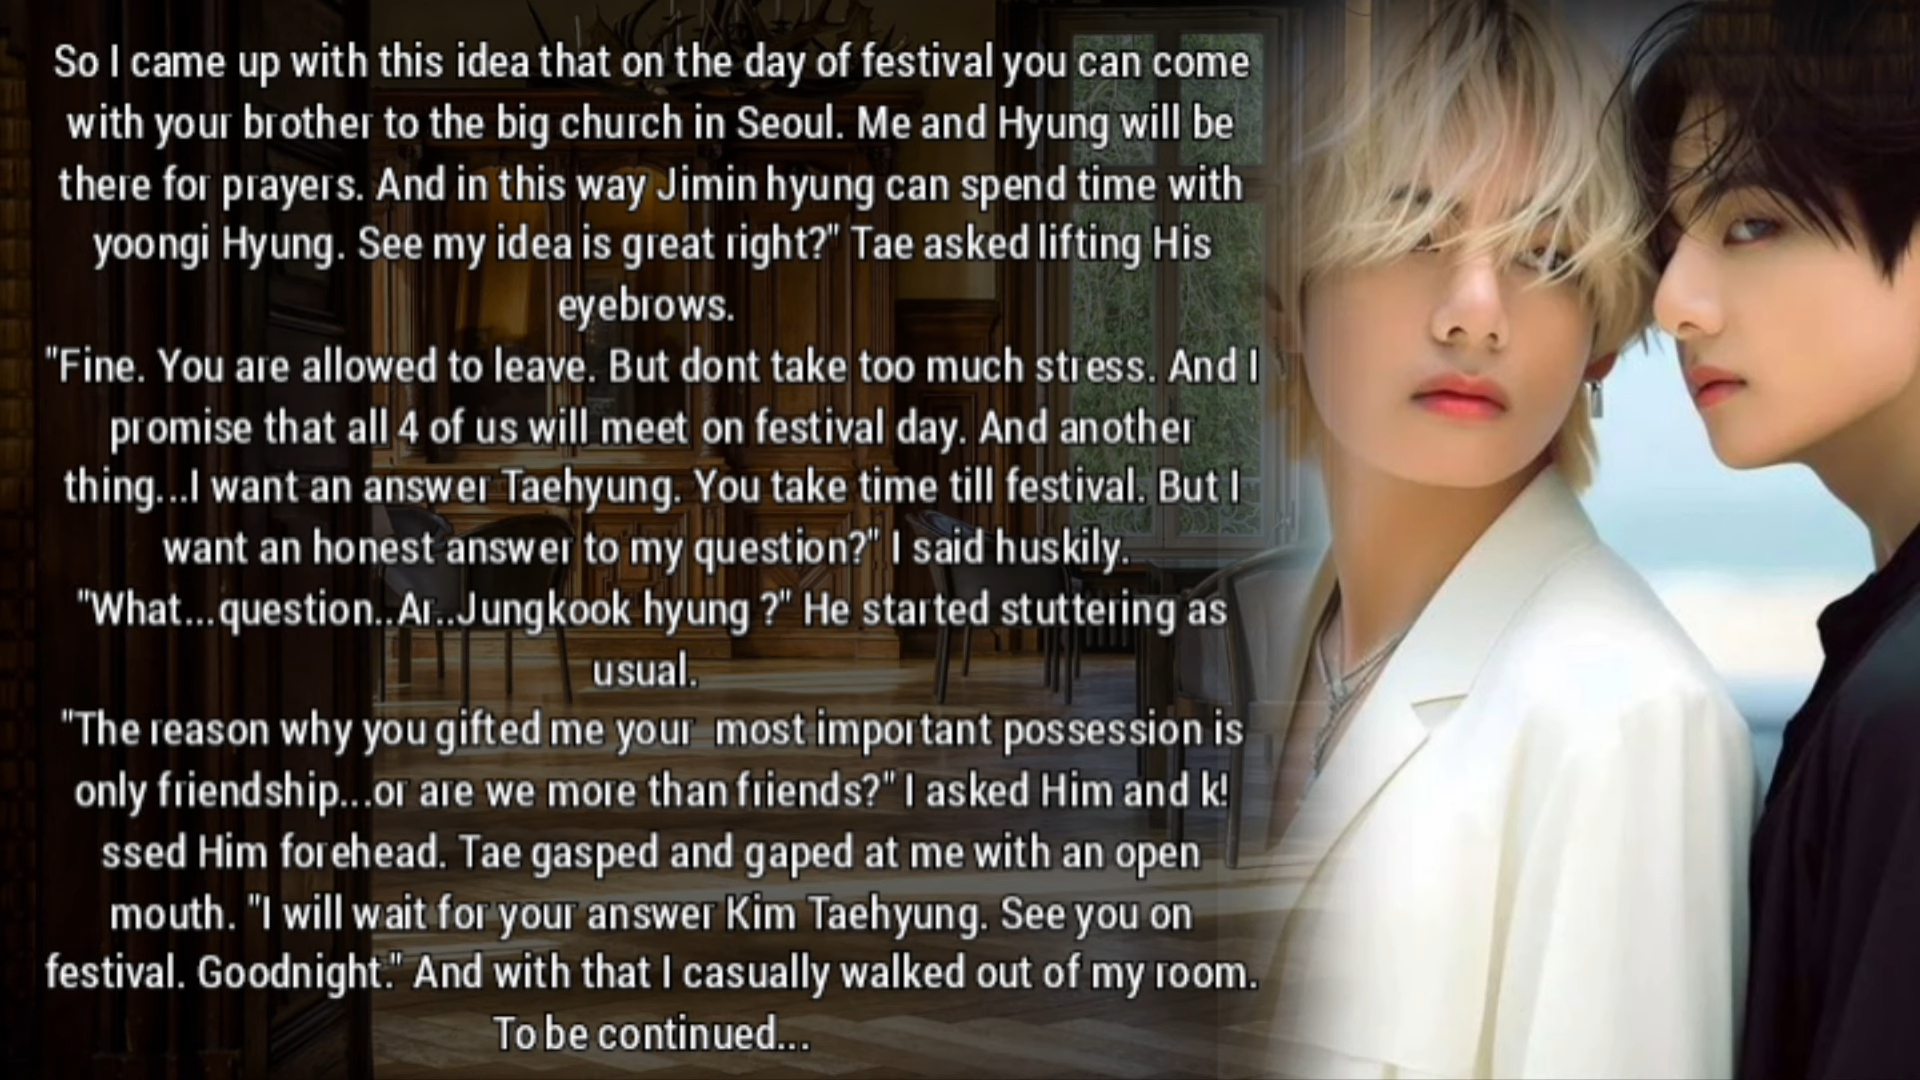 So I came up with this idea that on the day of festival you can come
with your brother to the big church in Seoul. Me and Hyung will be
there for prayers. And in this way Jimin hyung can spend time with
yoongi Hyung. See my idea is great right?" Tae asked lifting His
eyebrows.
"Fine. You are allowed to leave. But dont take too much stress. And I
promise that all 4 of us will meet on festival day. And another
thing...I want an answer Taehyung. You take time till festival. But I
want an honest answer to my question?" I said huskily.
"What...question..Ar..Jungkook hyung ?" He started stuttering as
usual.
"The reason why you gifted me your  most important possession is
only friendship...or are we more than friends?" I asked Him and k!
ssed Him forehead. Tae gasped and gaped at me with an open
mouth. "I will wait for your answer Kim Taehyung. See you on
festival. Goodnight." And with that I casually walked out of my room.
To be continued...